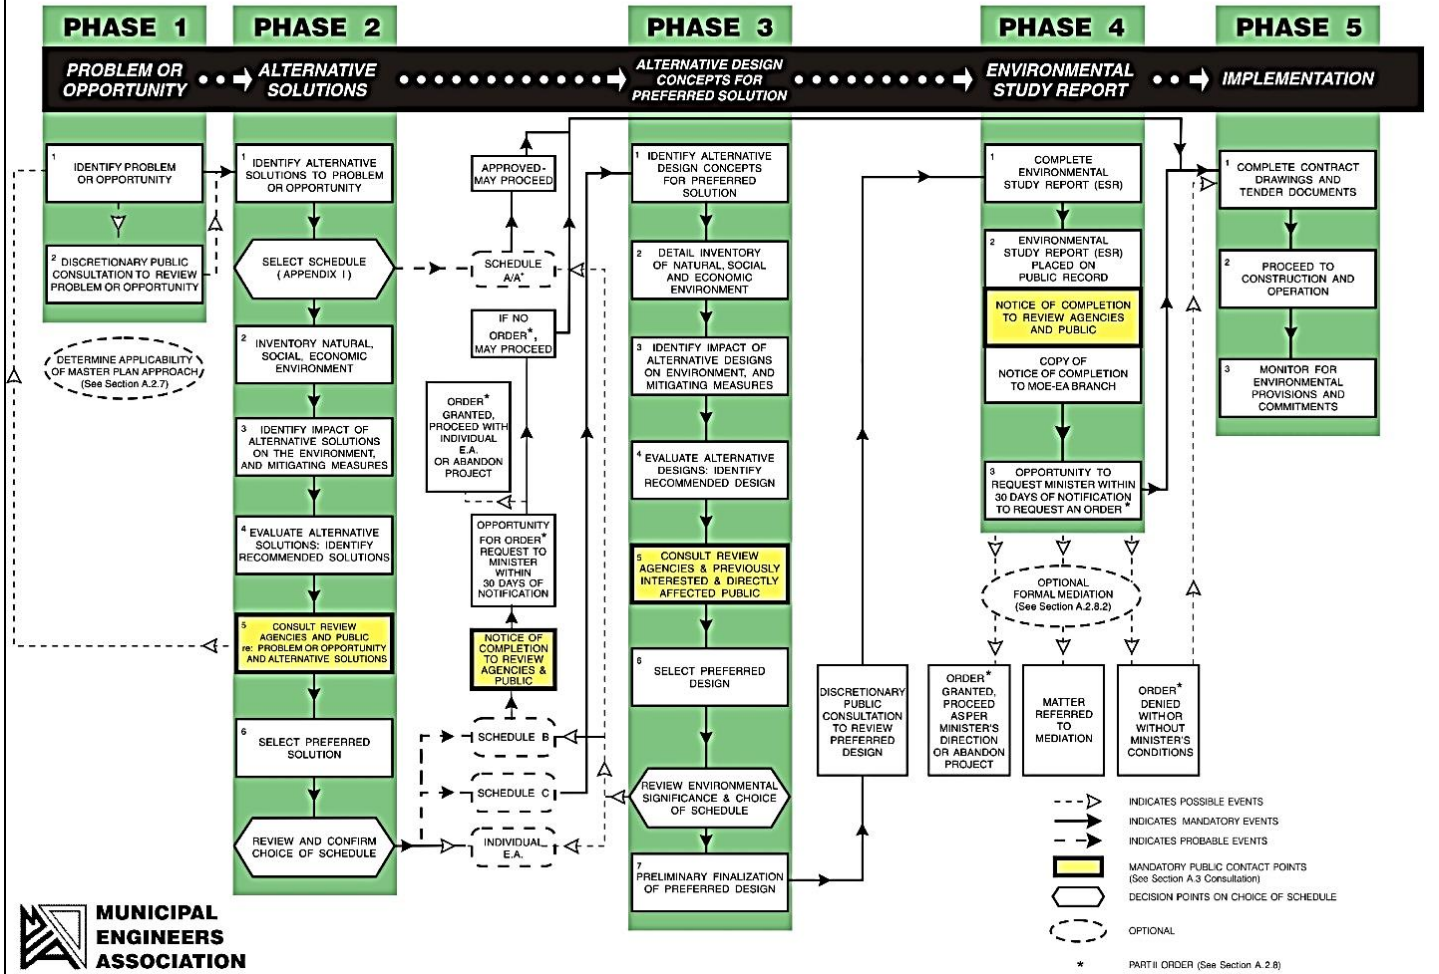 PHASE 1
PHASE 2
PHASE 3
PHASE 4
PHASE 5
PROBLEM OR
OPPORTUNITY
ALTERNATIVE
SOLUTIONS
ALTERNATIVE DESIGN
CONCEPTS FOR
PREFERRED SOLUTION
ENVIRONMENTAL
STUDY REPORT
IMPLEMENTATION
1
IDENTIFY PROBLEM
OR OPPORTUNITY
2 DISCRETIONARY PUBLIC
CONSULTATION TO REVIEW
PROBLEM OR OPPORTUNITY
DETERMINE APPLICABILITY
OF MASTER PLAN APPROACH
(See Section A.2.7)
1
IDENTIFY ALTERNATIVE
SOLUTIONS TO PROBLEM
OR OPPORTUNITY
SELECT SCHEDULE
(APPENDIX I)
2
INVENTORY NATURAL,
SOCIAL, ECONOMIC
ENVIRONMENT
3 IDENTIFY IMPACT OF
ALTERNATIVE SOLUTIONS
ON THE ENVIRONMENT,
AND MITIGATING MEASURES
4 EVALUATE ALTERNATIVE
SOLUTIONS: IDENTIFY
RECOMMENDED SOLUTIONS
5 CONSULT REVIEW
AGENCIES AND PUBLIC
re: PROBLEM OR OPPORTUNITY
AND ALTERNATIVE SOLUTIONS
6
SELECT PREFERRED
SOLUTION
REVIEW AND CONFIRM
CHOICE OF SCHEDULE
APPROVED-
MAY PROCEED
SCHEDULE
A/A+
IF NO
ORDER*,
MAY PROCEED
ORDER*
GRANTED,
PROCEED WITH
INDIVIDUAL
E.A.
OR ABANDON
PROJECT
OPPORTUNITY
FOR ORDER*
REQUEST TO
MINISTER
WITHIN
30 DAYS OF
NOTIFICATION
NOTICE OF
COMPLETION
TO REVIEW
AGENCIES &
PUBLIC
SCHEDULE B
SCHEDULE C
INDIVIDUAL
E.A.
1 IDENTIFY ALTERNATIVE
DESIGN CONCEPTS
FOR PREFERRED
SOLUTION
2 DETAIL INVENTORY
OF NATURAL, SOCIAL
AND ECONOMIC
ENVIRONMENT
3 IDENTIFY IMPACT OF
ALTERNATIVE DESIGNS
ON ENVIRONMENT, AND
MITIGATING MEASURES
4 EVALUATE ALTERNATIVE
DESIGNS: IDENTIFY
RECOMMENDED DESIGN
5 CONSULT REVIEW
AGENCIES & PREVIOUSLY
INTERESTED & DIRECTLY
AFFECTED PUBLIC
6
SELECT PREFERRED
DESIGN
REVIEW ENVIRONMENTAL
SIGNIFICANCE & CHOICE
OF SCHEDULE
7
PRELIMINARY FINALIZATION
OF PREFERRED DESIGN
DISCRETIONARY
PUBLIC
CONSULTATION
TO REVIEW
PREFERRED
DESIGN
1
COMPLETE
ENVIRONMENTAL
STUDY REPORT (ESR)
2 ENVIRONMENTAL
STUDY REPORT (ESR)
PLACED ON
PUBLIC RECORD
NOTICE OF COMPLETION
TO REVIEW AGENCIES
AND PUBLIC
COPY OF
NOTICE OF COMPLETION
TO MOE-EA BRANCH
3 OPPORTUNITY TO
REQUEST MINISTER WITHIN
30 DAYS OF NOTIFICATION
TO REQUEST AN ORDER*
OPTIONAL
FORMAL MEDIATION
(See Section A.2.8.2)
ORDER*
GRANTED,
PROCEED
AS PER
MINISTER'S
DIRECTION
OR ABANDON
PROJECT
MATTER
REFERRED
TO
MEDIATION
ORDER*
DENIED
WITH OR
WITHOUT
MINISTER'S
CONDITIONS
1 COMPLETE CONTRACT
DRAWINGS AND
TENDER DOCUMENTS
2
PROCEED TO
CONSTRUCTION AND
OPERATION
3
MONITOR FOR
ENVIRONMENTAL
PROVISIONS AND
COMMITMENTS
INDICATES POSSIBLE EVENTS
INDICATES MANDATORY EVENTS
INDICATES PROBABLE EVENTS
MANDATORY PUBLIC CONTACT POINTS
(See Section A.3 Consultation)
DECISION POINTS ON CHOICE OF SCHEDULE
OPTIONAL
* PART II ORDER (See Section A.2.8)
MUNICIPAL
ENGINEERS
ASSOCIATION